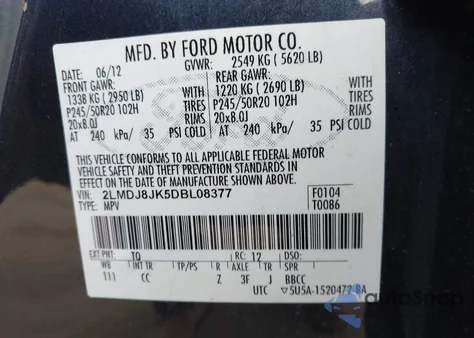 MFD. BY FORD MOTOR CO.
DATE: 06/12 GVWR: 2549 KG ( 5620 LB)
FRONT GAWR: REAR GAWR:
1338 KG ( 2950 LB) WITH 1220 KG ( 2690 LB) WITH
P245/50R20 102H TIRES P245/50R20 102H TIRES
20x8.0J RIMS 20x8.0J RIMS
AT 240 kPa/ 35 PSI COLD AT 240 kPa/ 35 PSI COLD
THIS VEHICLE CONFORMS TO ALL APPLICABLE FEDERAL MOTOR
VEHICLE SAFETY AND THEFT PREVENTION STANDARDS IN
EFFECT ON THE DATE OF MANUFACTURE SHOWN ABOVE.
VIN: 2LMDJ8JK5DBL08377 F0104
TYPE: MPV T0086
EXT PNT: TQ RC: 12 DSO:
WB INT TR TP/PS R AXLE TR SPR
111 CC Z 3F J BBCC
UTC ▽5U5A-1520472-BA
autoSnap